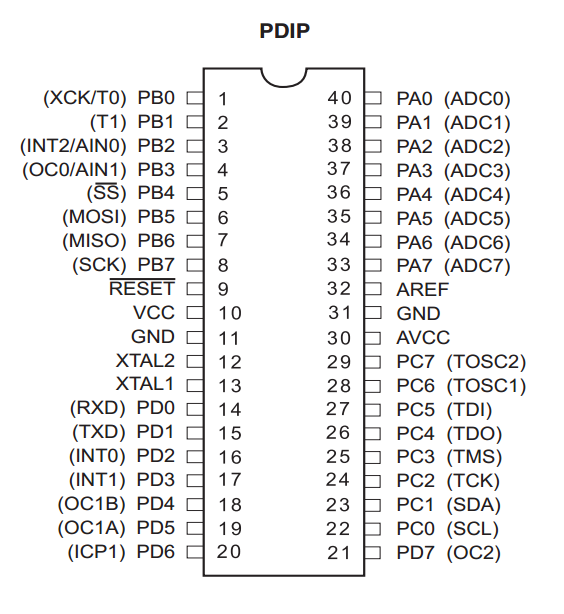 PDIP
(XCK/T0) PB0 1 40 PA0 (ADC0)
(T1) PB1 2 39 PA1 (ADC1)
(INT2/AIN0) PB2 3 38 PA2 (ADC2)
(OC0/AIN1) PB3 4 37 PA3 (ADC3)
(S̅S̅) PB4 5 36 PA4 (ADC4)
(MOSI) PB5 6 35 PA5 (ADC5)
(MISO) PB6 7 34 PA6 (ADC6)
(SCK) PB7 8 33 PA7 (ADC7)
R̅E̅S̅E̅T̅ 9 32 AREF
VCC 10 31 GND
GND 11 30 AVCC
XTAL2 12 29 PC7 (TOSC2)
XTAL1 13 28 PC6 (TOSC1)
(RXD) PD0 14 27 PC5 (TDI)
(TXD) PD1 15 26 PC4 (TDO)
(INT0) PD2 16 25 PC3 (TMS)
(INT1) PD3 17 24 PC2 (TCK)
(OC1B) PD4 18 23 PC1 (SDA)
(OC1A) PD5 19 22 PC0 (SCL)
(ICP1) PD6 20 21 PD7 (OC2)